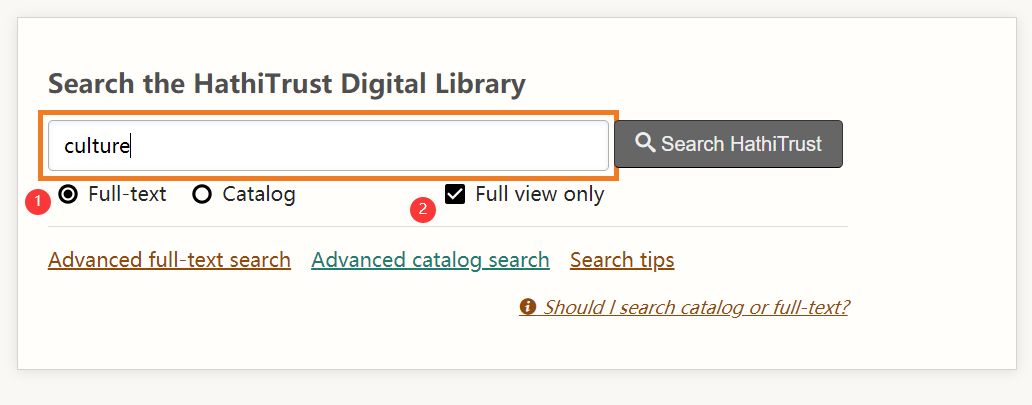 Search the HathiTrust Digital Library
culture Search HathiTrust
1 Full-text Catalog 2 Full view only
Advanced full-text search Advanced catalog search Search tips
Should I search catalog or full-text?